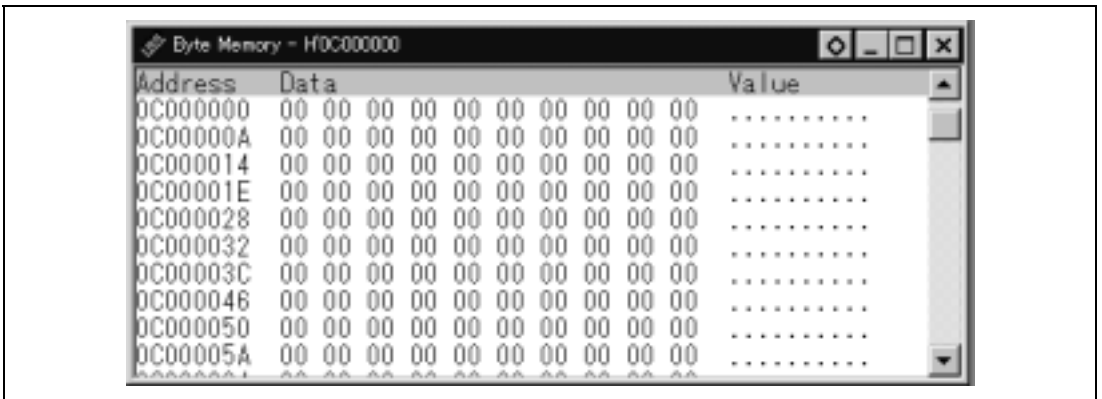 Byte Memory - H'0C000000
Address Data Value
0C000000 00 00 00 00 00 00 00 00 00 00 ..........
0C00000A 00 00 00 00 00 00 00 00 00 00 ..........
0C000014 00 00 00 00 00 00 00 00 00 00 ..........
0C00001E 00 00 00 00 00 00 00 00 00 00 ..........
0C000028 00 00 00 00 00 00 00 00 00 00 ..........
0C000032 00 00 00 00 00 00 00 00 00 00 ..........
0C00003C 00 00 00 00 00 00 00 00 00 00 ..........
0C000046 00 00 00 00 00 00 00 00 00 00 ..........
0C000050 00 00 00 00 00 00 00 00 00 00 ..........
0C00005A 00 00 00 00 00 00 00 00 00 00 ..........